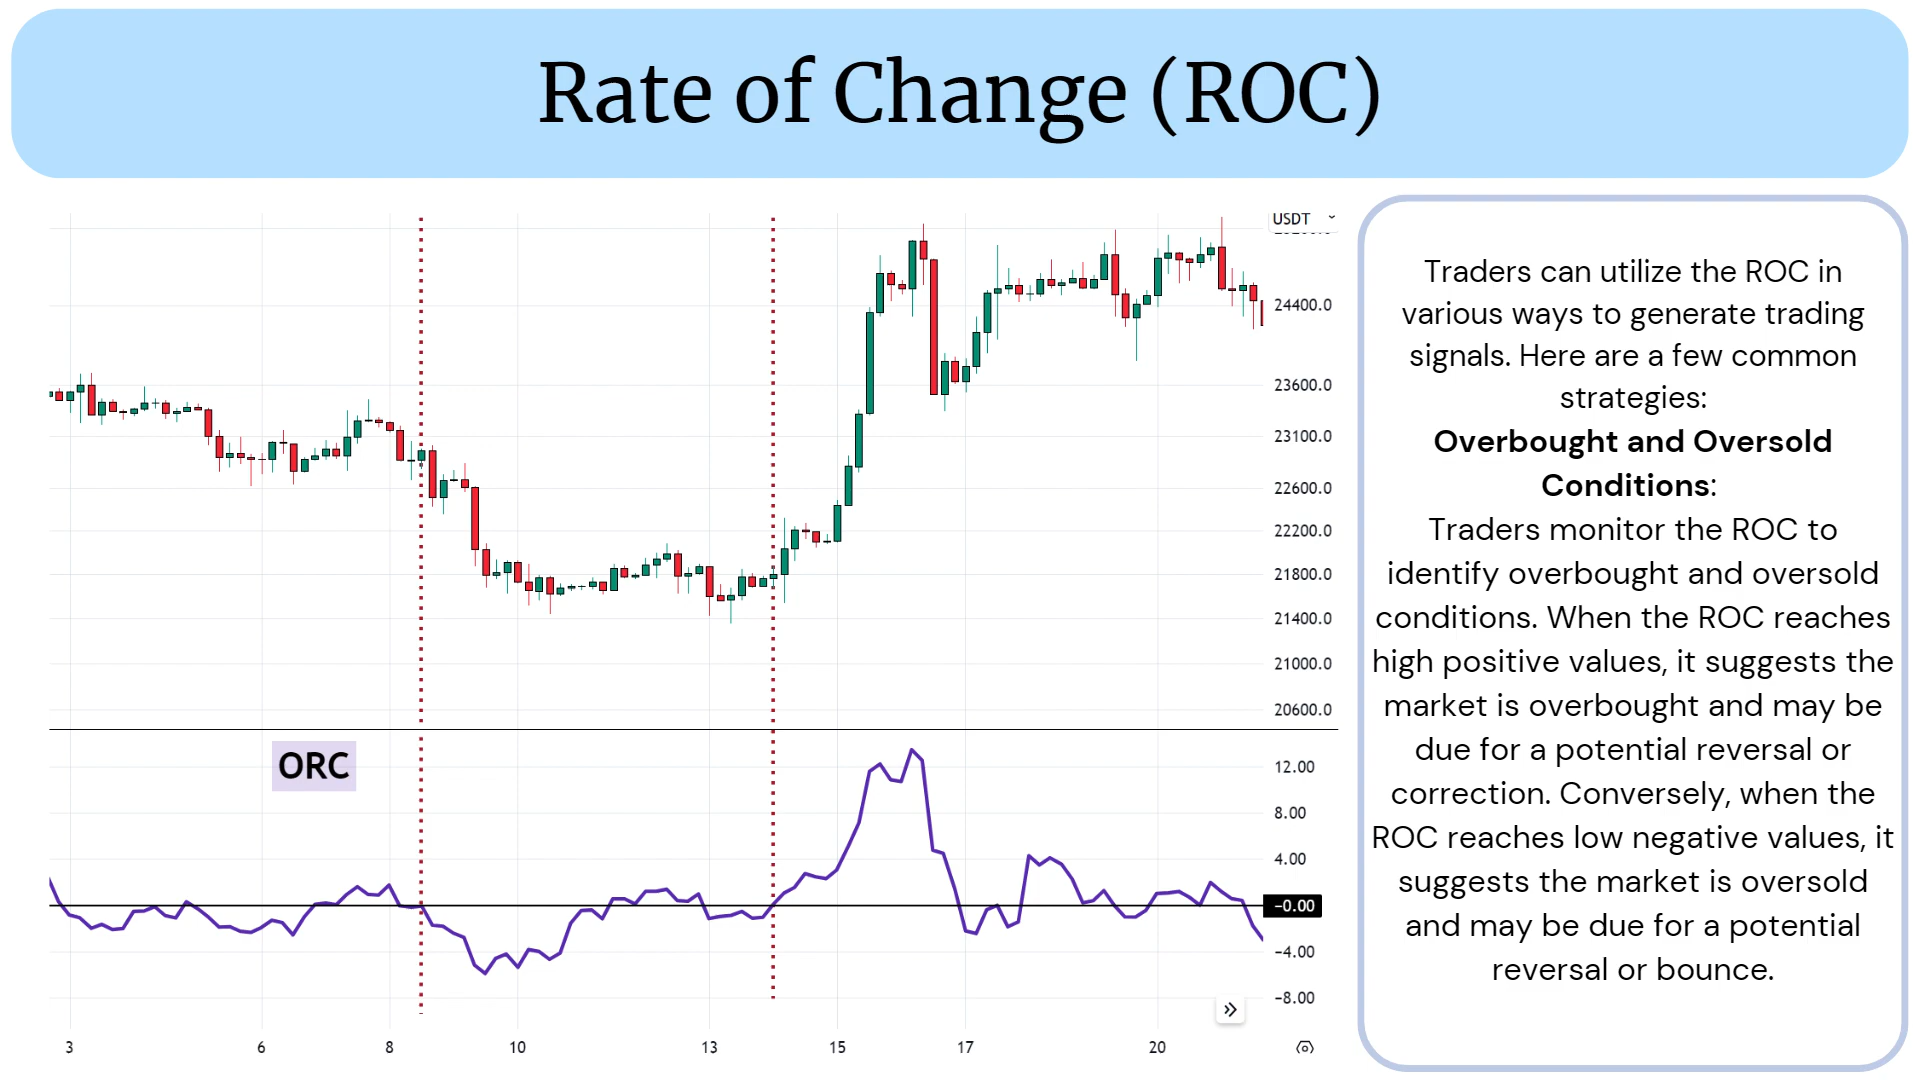 Rate of Change (ROC)
USDT
24400.0
23600.0
23100.0
22600.0
22200.0
21800.0
21400.0
21000.0
20600.0
ORC
12.00
8.00
4.00
−0.00
−4.00
−8.00
3 6 8 10 13 15 17 20
Traders can utilize the ROC in
various ways to generate trading
signals. Here are a few common
strategies:
Overbought and Oversold
Conditions:
Traders monitor the ROC to
identify overbought and oversold
conditions. When the ROC reaches
high positive values, it suggests the
market is overbought and may be
due for a potential reversal or
correction. Conversely, when the
ROC reaches low negative values, it
suggests the market is oversold
and may be due for a potential
reversal or bounce.